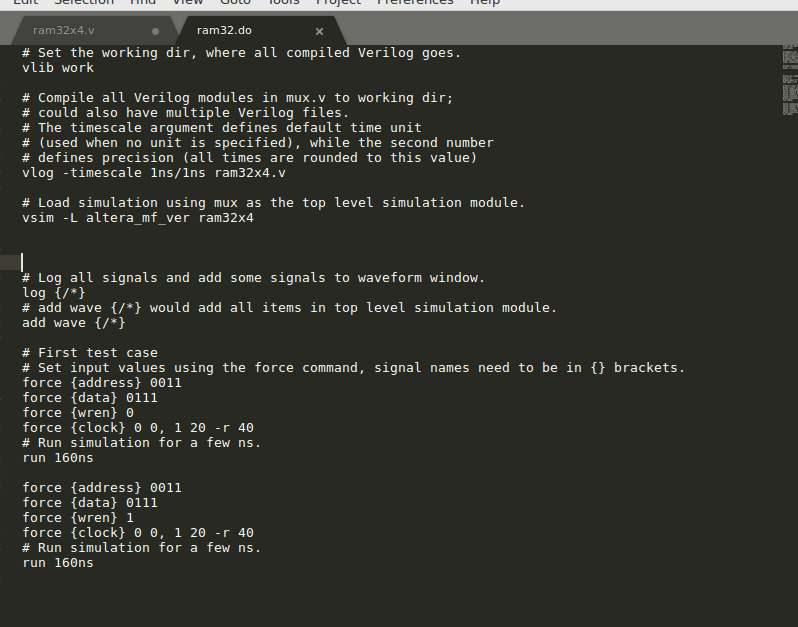 Edit Selection Find View Goto Tools Project Preferences Help
ram32x4.v ram32.do
# Set the working dir, where all compiled Verilog goes.
vlib work
# Compile all Verilog modules in mux.v to working dir;
# could also have multiple Verilog files.
# The timescale argument defines default time unit
# (used when no unit is specified), while the second number
# defines precision (all times are rounded to this value)
vlog -timescale 1ns/1ns ram32x4.v
# Load simulation using mux as the top level simulation module.
vsim -L altera_mf_ver ram32x4
# Log all signals and add some signals to waveform window.
log {/*}
# add wave {/*} would add all items in top level simulation module.
add wave {/*}
# First test case
# Set input values using the force command, signal names need to be in {} brackets.
force {address} 0011
force {data} 0111
force {wren} 0
force {clock} 0 0, 1 20 -r 40
# Run simulation for a few ns.
run 160ns
force {address} 0011
force {data} 0111
force {wren} 1
force {clock} 0 0, 1 20 -r 40
# Run simulation for a few ns.
run 160ns